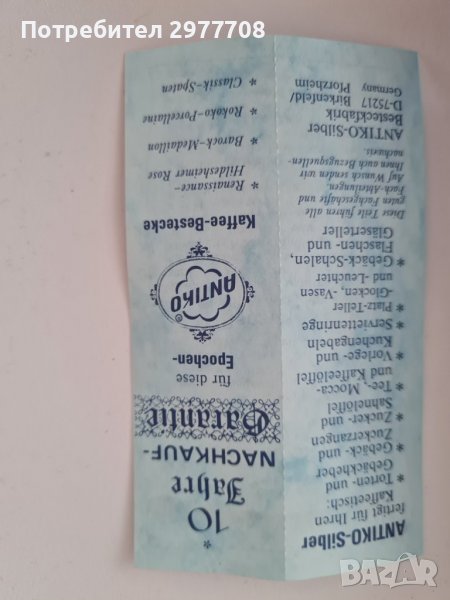 Потребител 2977708
*
10
Jahre
NACHKAUF-
Garantie
für diese
Epochen-
ANTIKO
®
Kaffee-Bestecke
* Renaissance-
Hildesheimer Rose
* Barock-Medaillon
* Rokoko-Porcellaine
* Classik-Spaten
ANTIKO-Silber
fertigt für Ihren
Kaffeetisch:
* Torten- und
Gebäckheber
* Gebäck- und
Zuckerzangen
* Zucker- und
Sahnelöffel
* Tee-, Mocca-
und Kaffeelöffel
* Vorlege- und
Kuchengabeln
* Serviettenringe
* Platz-Teller
-Glocken, -Vasen,
und -Leuchter
* Gebäck-Schalen,
Flaschen- und
Gläserteller
Diese Teile führen alle
guten Fachgeschäfte und
Fach-Abteilungen.
Auf Wunsch senden wir
Ihnen auch Bezugsquellen-
nachweis.
ANTIKO-Silber
Besteckfabrik
D-75217 Birkenfeld/
Pforzheim
Germany
BAZAR.BG